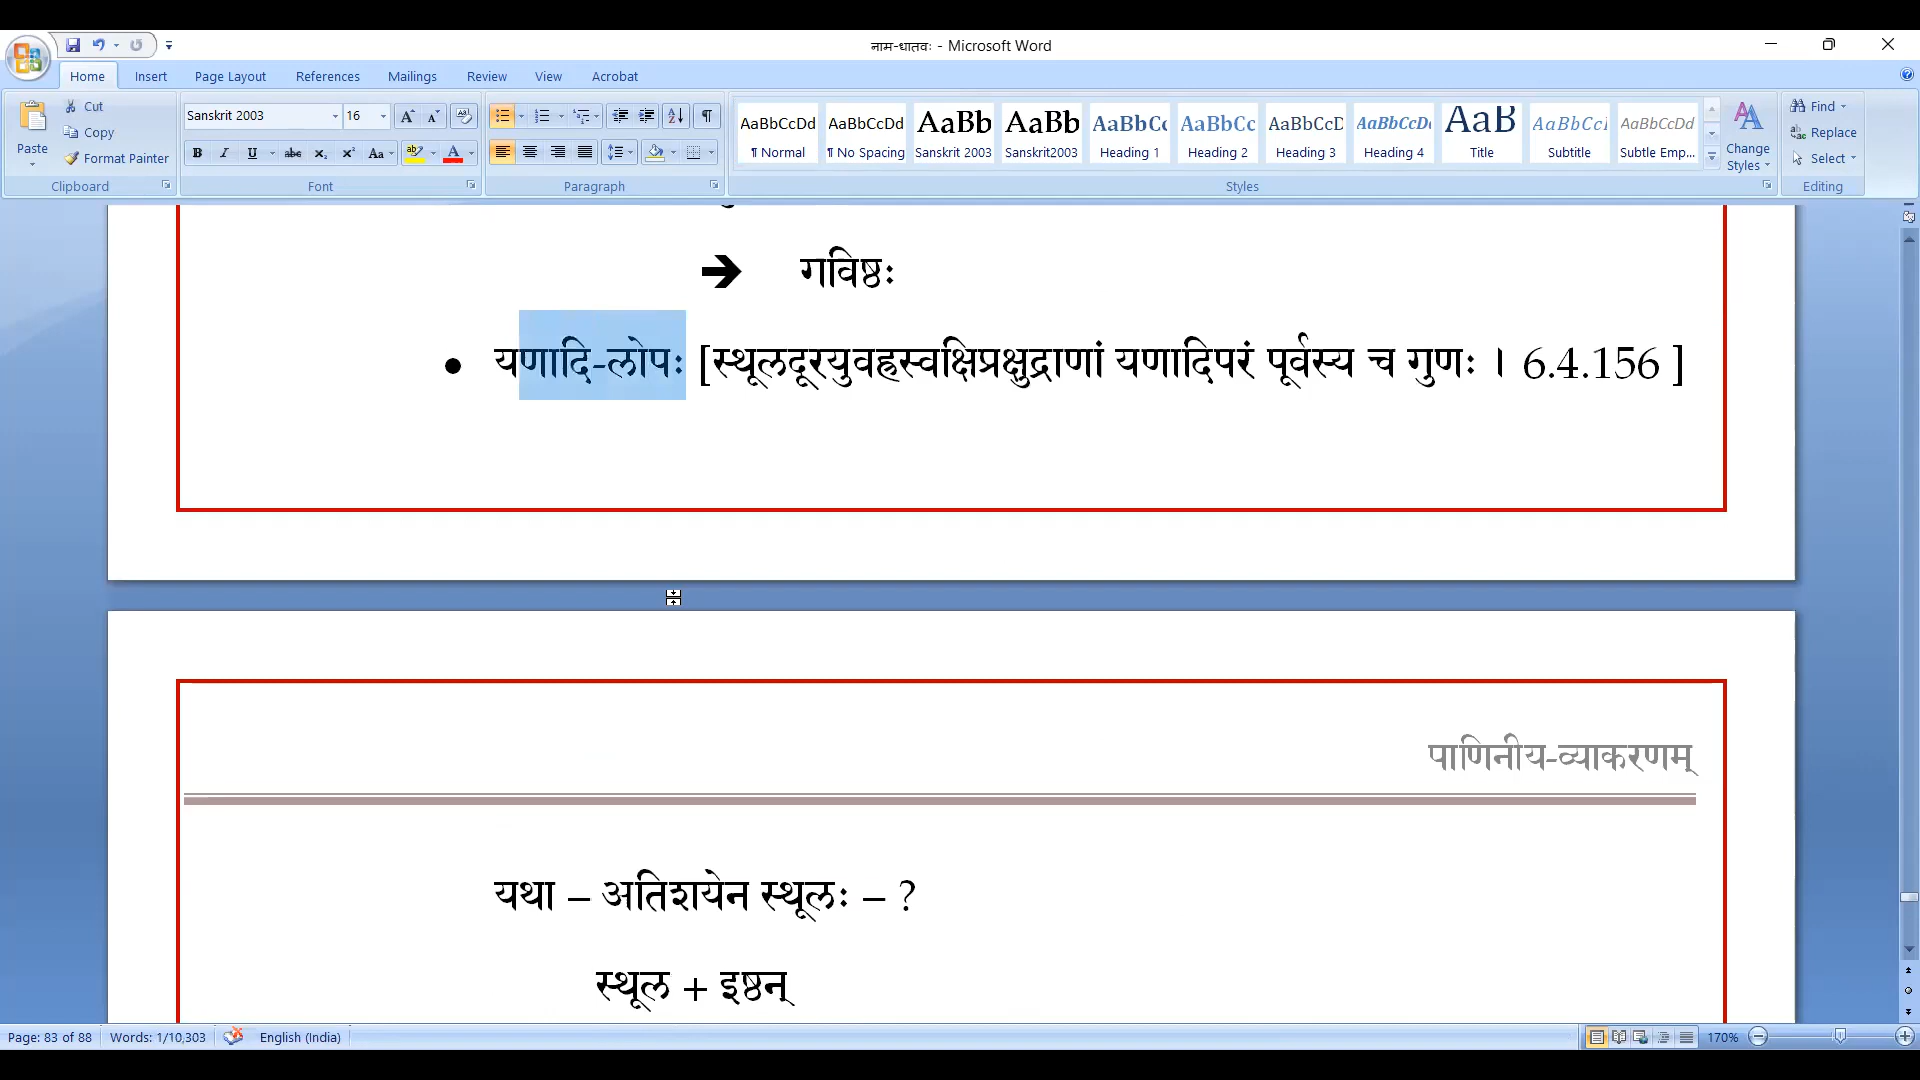 नाम-धातवः - Microsoft Word
Home Insert Page Layout References Mailings Review View Acrobat
Paste Cut Copy Format Painter Clipboard
Sanskrit 2003 16 Font
Paragraph
AaBbCcDd ¶ Normal
AaBbCcDd ¶ No Spacing
AaBb Sanskrit 2003
AaBb Sanskrit2003
AaBbCc Heading 1
AaBbCc Heading 2
AaBbCcD Heading 3
AaBbCcDc Heading 4
AaB Title
AaBbCcI Subtitle
AaBbCcDd Subtle Emp...
Change Styles
Styles
Find Replace Select Editing
➔ गविष्ठः
• यणादि-लोपः [स्थूलदूरयुवह्रस्वक्षिप्रक्षुद्राणां यणादिपरं पूर्वस्य च गुणः । 6.4.156 ]
पाणिनीय-व्याकरणम्
यथा – अतिशयेन स्थूलः – ?
स्थूल + इष्ठन्
Page: 83 of 88 Words: 1/10,303 English (India) 170%